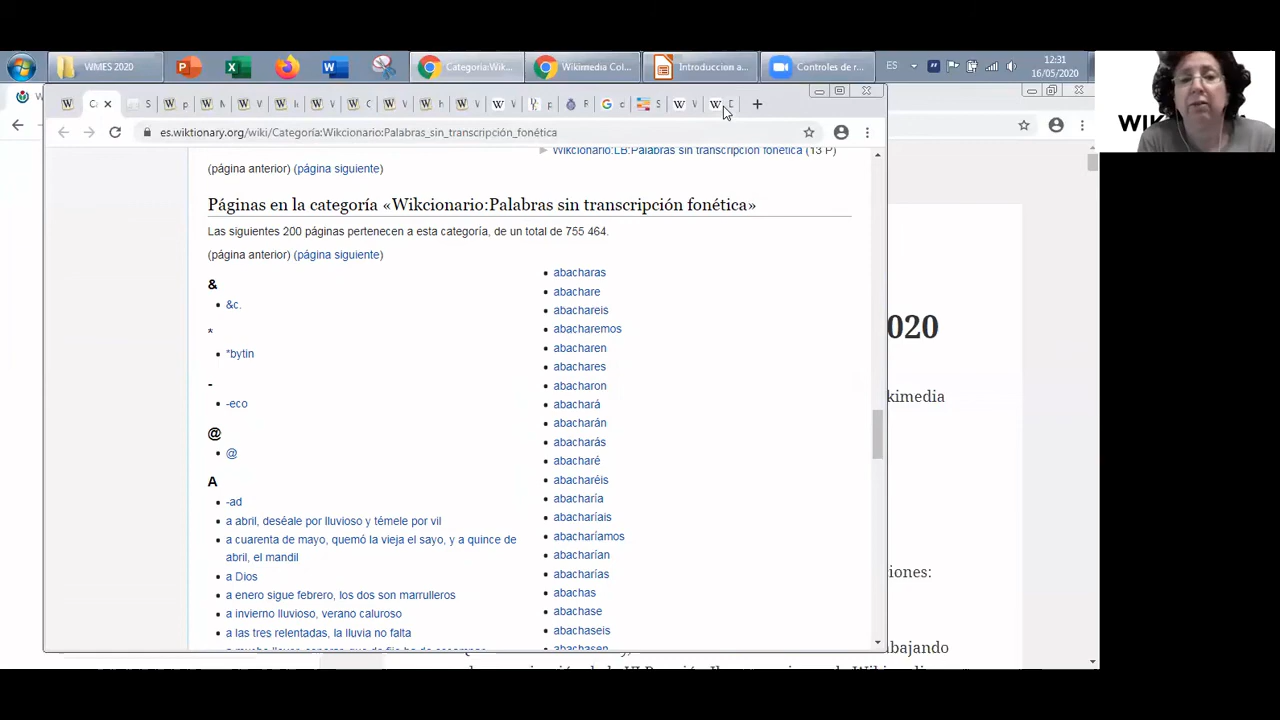 WMES 2020
Categoría:Wik...
Wikimedia Col...
Introduccion a...
Controles de r...
ES
12:31
16/05/2020
es.wiktionary.org/wiki/Categoría:Wikcionario:Palabras_sin_transcripción_fonética
Wikcionario:LB:Palabras sin transcripción fonética (13 P)
(página anterior) (página siguiente)
Páginas en la categoría «Wikcionario:Palabras sin transcripción fonética»
Las siguientes 200 páginas pertenecen a esta categoría, de un total de 755 464.
(página anterior) (página siguiente)
&
&c.
*
*bytin
-
-eco
@
@
A
-ad
a abril, deséale por lluvioso y témele por vil
a cuarenta de mayo, quemó la vieja el sayo, y a quince de
abril, el mandil
a Dios
a enero sigue febrero, los dos son marrulleros
a invierno lluvioso, verano caluroso
a las tres relentadas, la lluvia no falta
abacharas
abachare
abachareis
abacharemos
abacharen
abachares
abacharon
abachará
abacharán
abacharás
abacharé
abacharéis
abacharía
abacharíais
abacharíamos
abacharían
abacharías
abachas
abachase
abachaseis
abachasen
020
kimedia
iones:
abajando
WIK